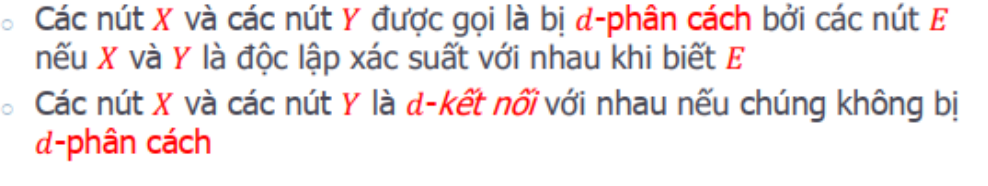 ◦ Các nút X và các nút Y được gọi là bị d-phân cách bởi các nút E
nếu X và Y là độc lập xác suất với nhau khi biết E
◦ Các nút X và các nút Y là d-kết nối với nhau nếu chúng không bị
d-phân cách